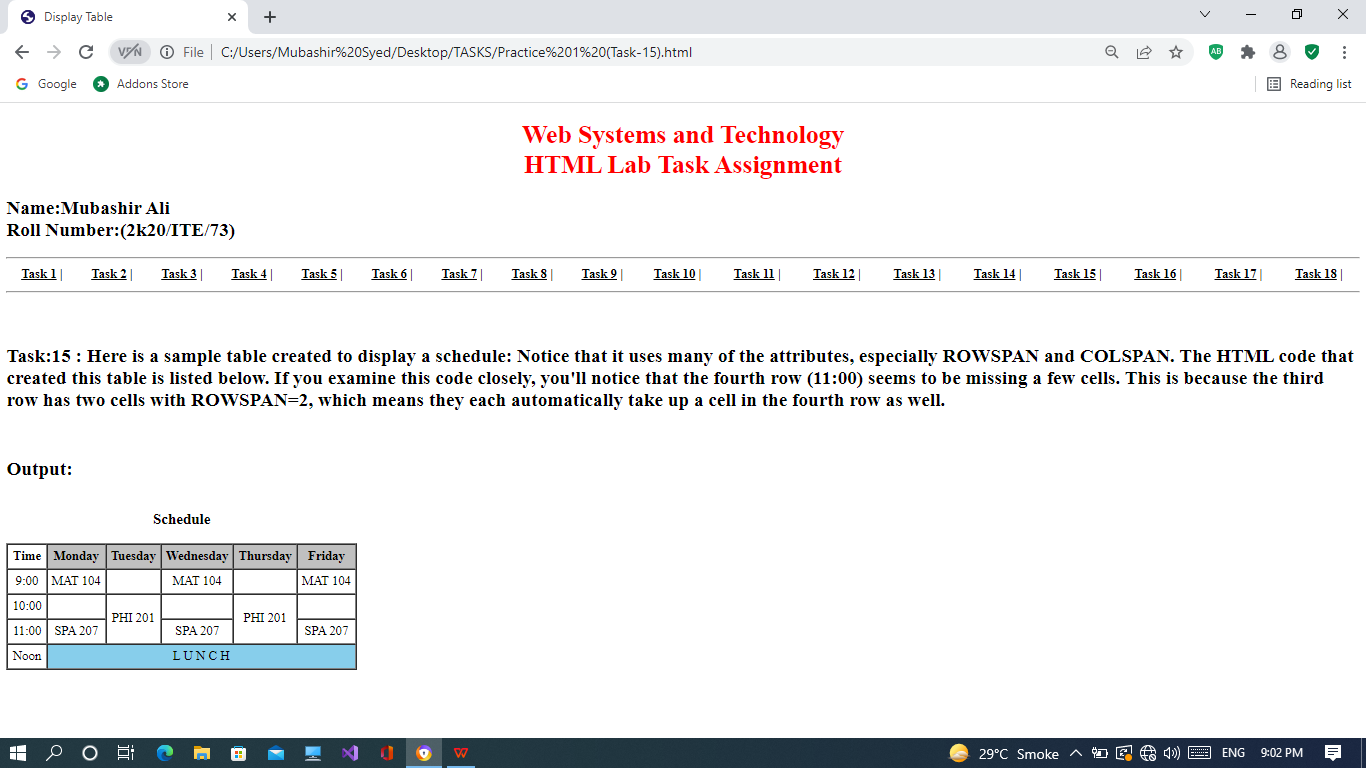 Display Table
VPN File C:/Users/Mubashir%20Syed/Desktop/TASKS/Practice%201%20(Task-15).html AB
Google Addons Store Reading list
Web Systems and Technology
HTML Lab Task Assignment
Name:Mubashir Ali
Roll Number:(2k20/ITE/73)
Task 1 | Task 2 | Task 3 | Task 4 | Task 5 | Task 6 | Task 7 | Task 8 | Task 9 | Task 10 | Task 11 | Task 12 | Task 13 | Task 14 | Task 15 | Task 16 | Task 17 | Task 18 |
Task:15 : Here is a sample table created to display a schedule: Notice that it uses many of the attributes, especially ROWSPAN and COLSPAN. The HTML code that
created this table is listed below. If you examine this code closely, you'll notice that the fourth row (11:00) seems to be missing a few cells. This is because the third
row has two cells with ROWSPAN=2, which means they each automatically take up a cell in the fourth row as well.
Output:
Schedule
Time Monday Tuesday Wednesday Thursday Friday
9:00 MAT 104 MAT 104 MAT 104
10:00
PHI 201 PHI 201
11:00 SPA 207 SPA 207 SPA 207
Noon L U N C H
29°C Smoke ENG 9:02 PM